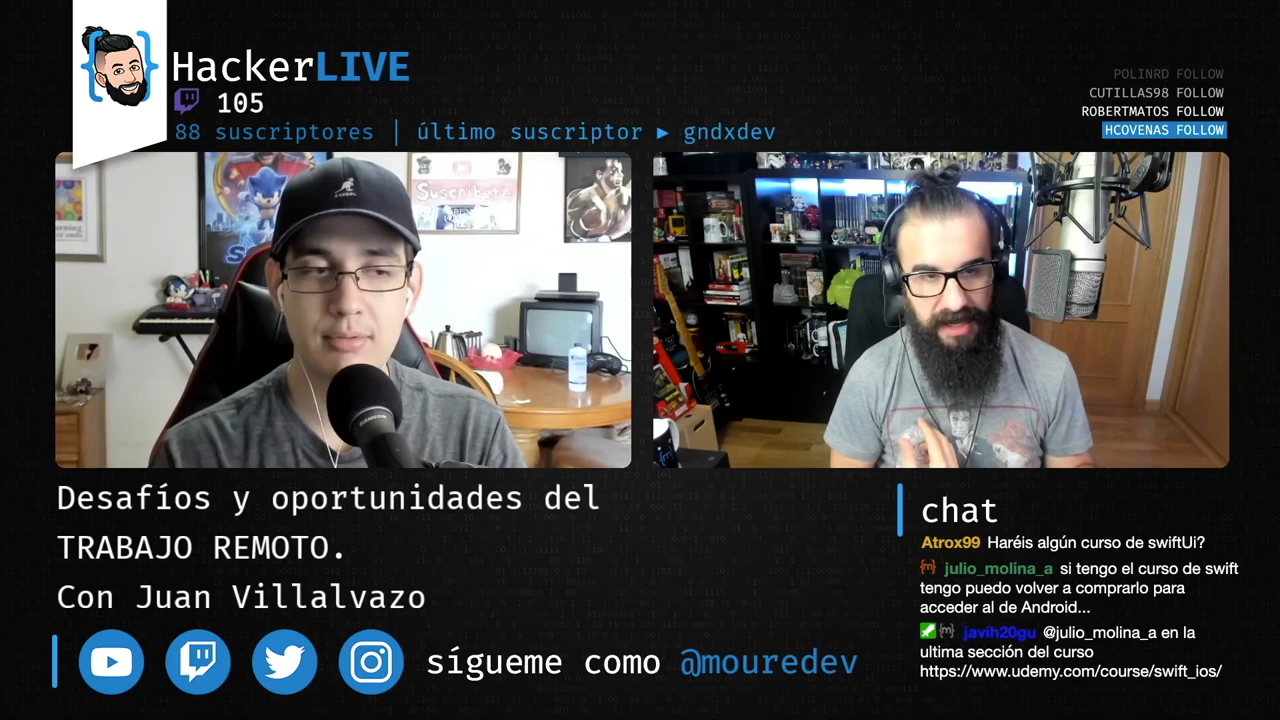 HackerLIVE
105
88 suscriptores | último suscriptor ▶ gndxdev
POLINRD FOLLOW
CUTILLAS98 FOLLOW
ROBERTMATOS FOLLOW
HCOVENAS FOLLOW
Suscríbete
Desafíos y oportunidades del
TRABAJO REMOTO.
Con Juan Villalvazo
chat
Atrox99 Haréis algún curso de swiftUi?
{m} julio_molina_a si tengo el curso de swift
tengo puedo volver a comprarlo para
acceder al de Android...
{m} javih20gu @julio_molina_a en la
ultima sección del curso
https://www.udemy.com/course/swift_ios/
sígueme como @mouredev